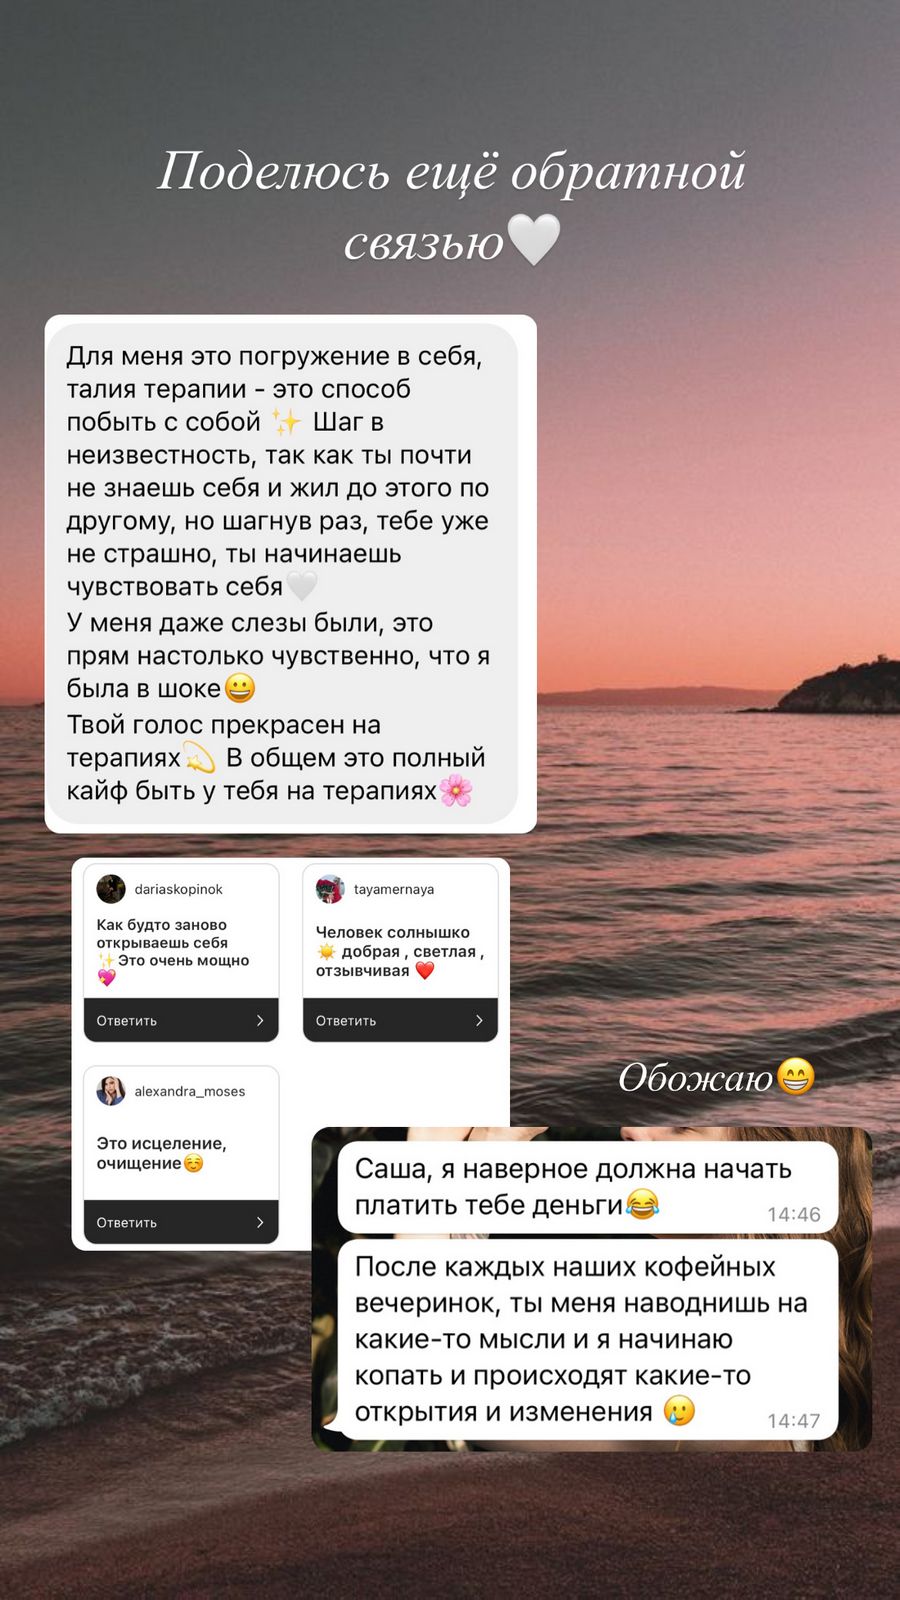 Поделюсь ещё обратной
связью🤍
Для меня это погружение в себя,
талия терапии - это способ
побыть с собой ✨ Шаг в
неизвестность, так как ты почти
не знаешь себя и жил до этого по
другому, но шагнув раз, тебе уже
не страшно, ты начинаешь
чувствовать себя🤍
У меня даже слезы были, это
прям настолько чувственно, что я
была в шоке😀
Твой голос прекрасен на
терапиях💫 В общем это полный
кайф быть у тебя на терапиях🌸
dariaskopinok
Как будто заново
открываешь себя
✨Это очень мощно
💖
Ответить
tayamernaya
Человек солнышко
☀️ добрая , светлая ,
отзывчивая ❤️
Ответить
alexandra_moses
Это исцеление,
очищение☺️
Ответить
Обожаю😁
Саша, я наверное должна начать
платить тебе деньги😂
14:46
После каждых наших кофейных
вечеринок, ты меня наводнишь на
какие-то мысли и я начинаю
копать и происходят какие-то
открытия и изменения 🥲
14:47